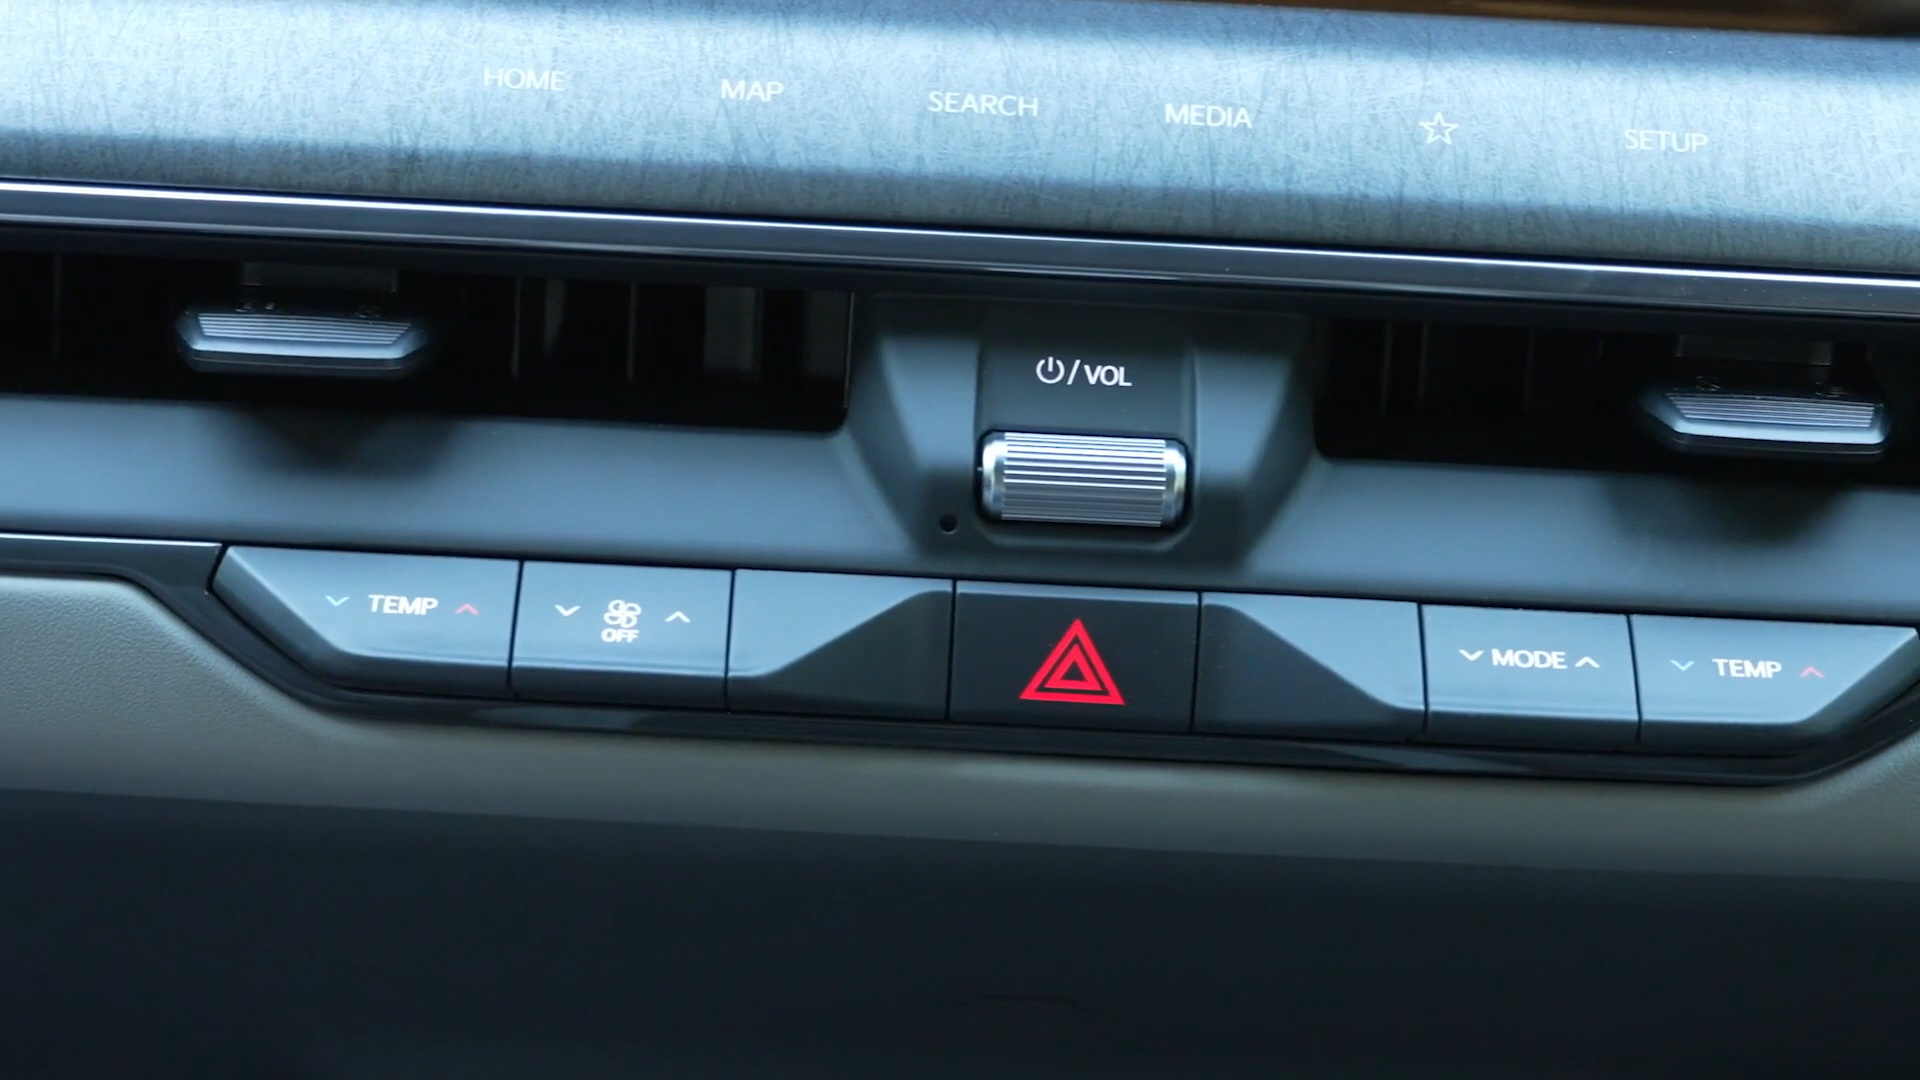 HOME MAP SEARCH MEDIA SETUP
/VOL
TEMP
OFF
MODE
TEMP